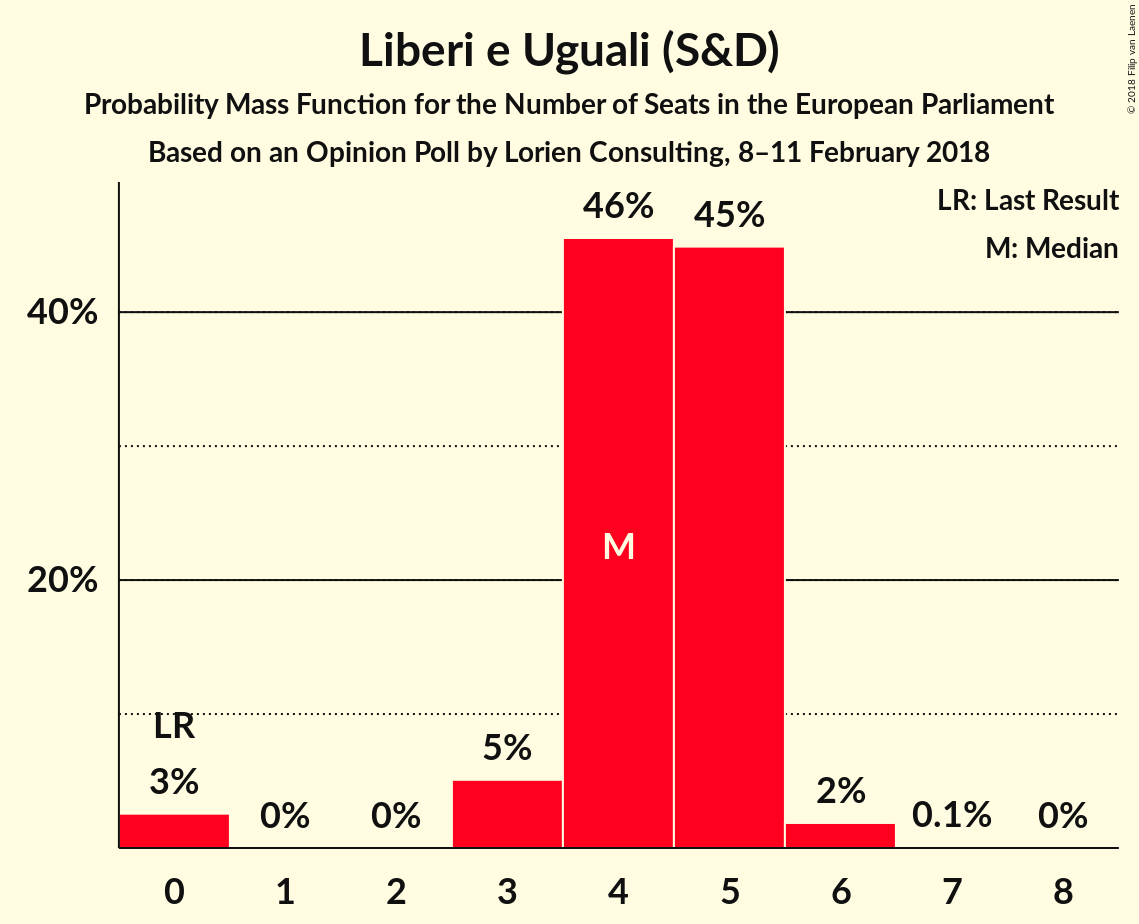 Liberi e Uguali (S&D)
Probability Mass Function for the Number of Seats in the European Parliament
Based on an Opinion Poll by Lorien Consulting, 8–11 February 2018
© 2018 Filip van Laenen
LR: Last Result
M: Median
46%
45%
40%
M
20%
LR
3%
0%
0%
5%
2%
0.1%
0%
0 1 2 3 4 5 6 7 8